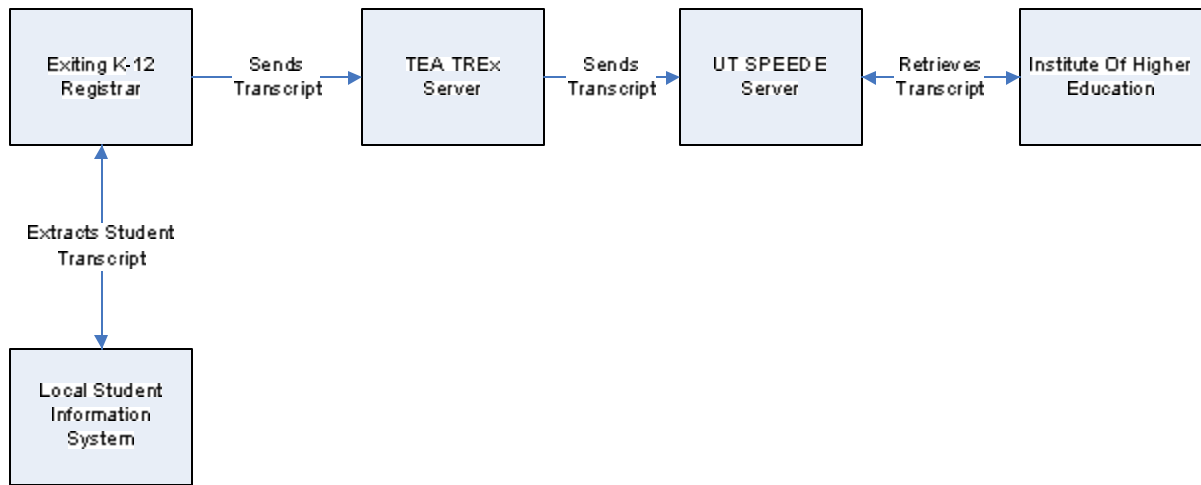 Exiting K-12
Registrar
Sends
Transcript
TEA TREx
Server
Sends
Transcript
UT SPEEDE
Server
Retrieves
Transcript
Institute Of Higher
Education
Extracts Student
Transcript
Local Student
Information
System